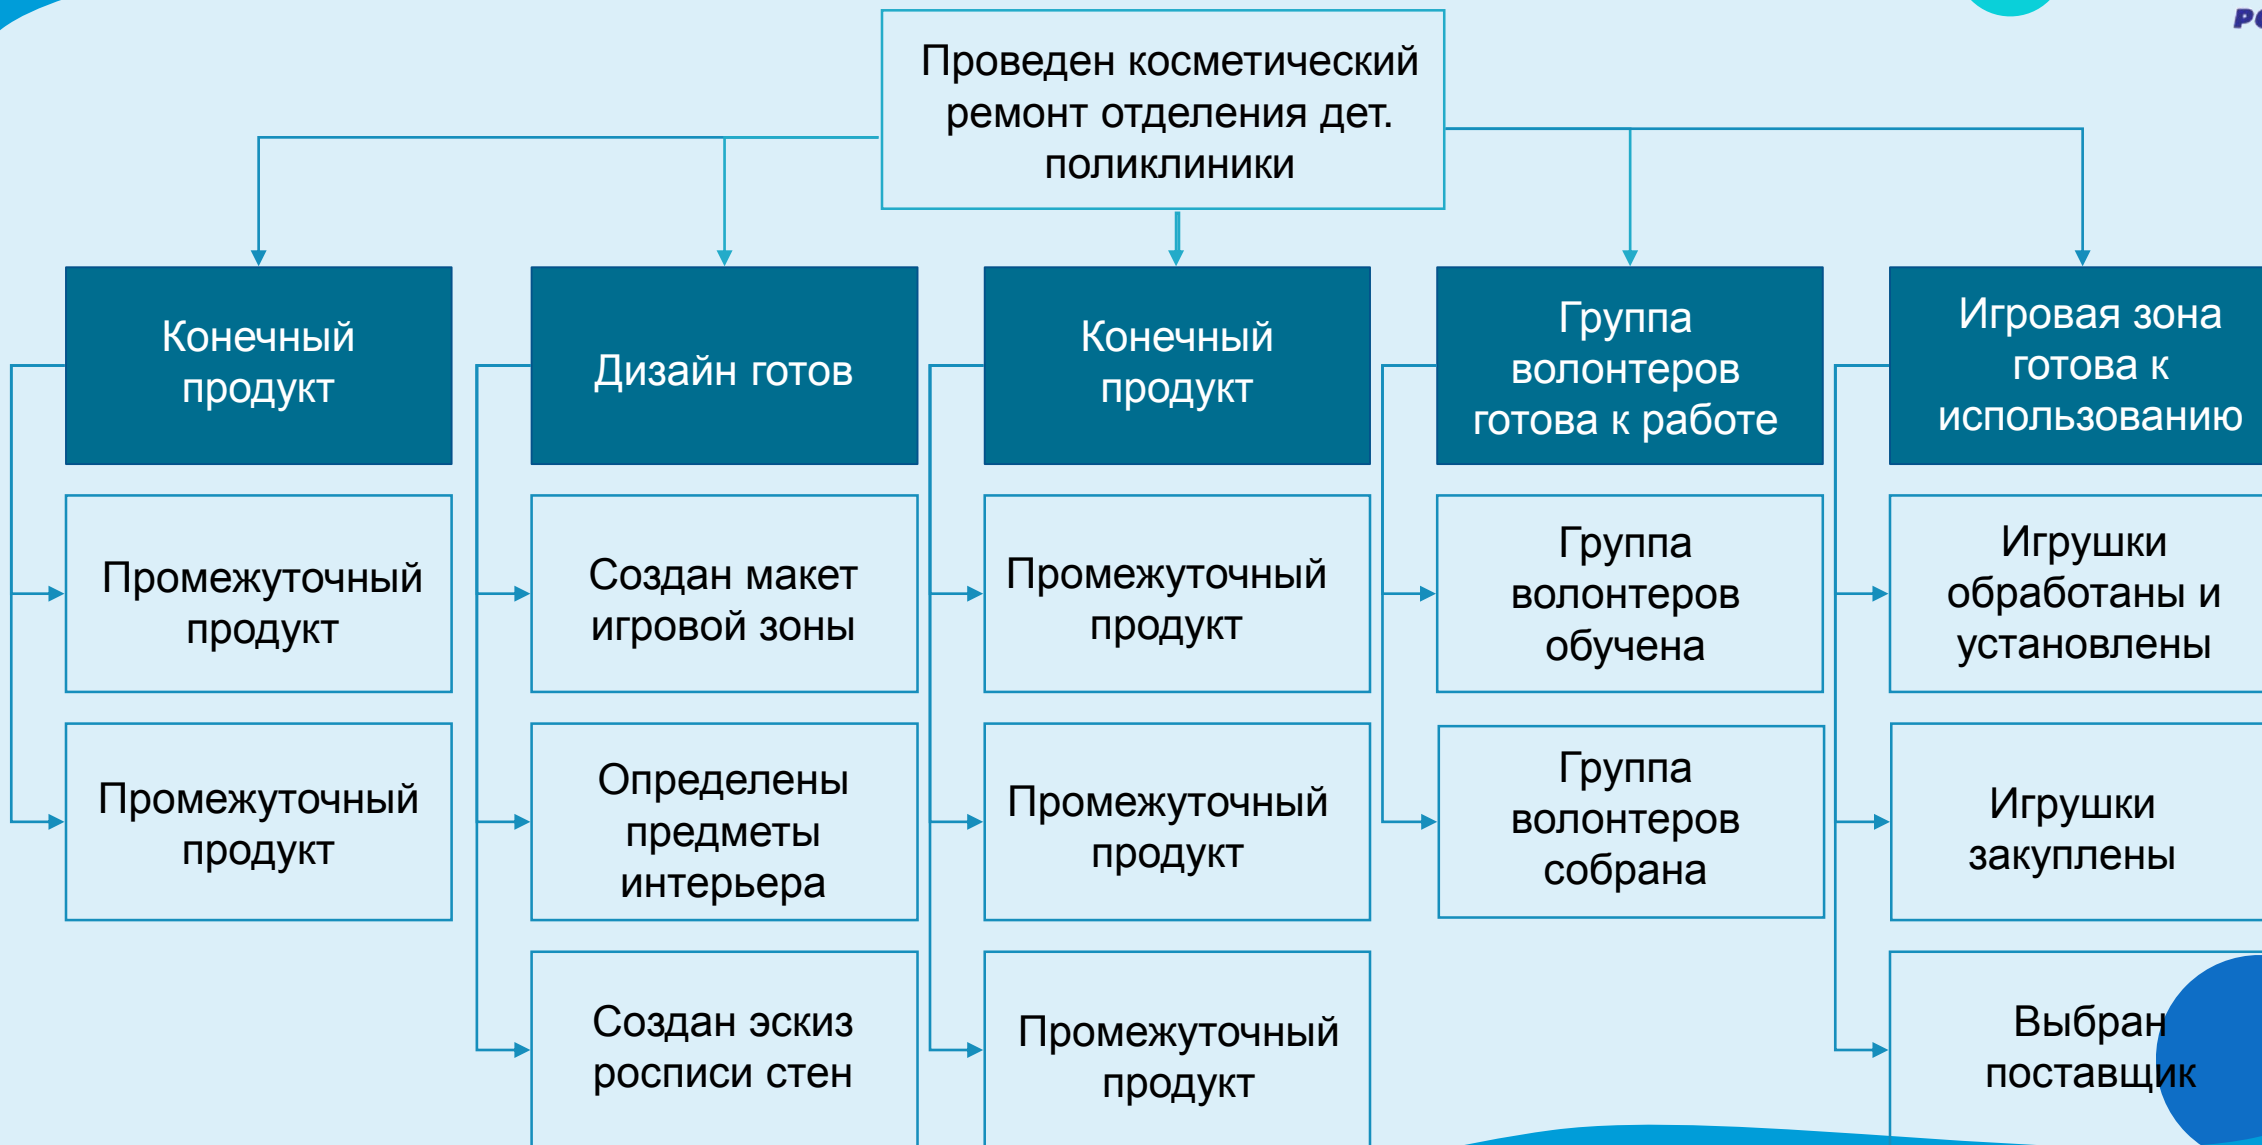 Проведен косметический
ремонт отделения дет.
поликлиники
Конечный
продукт
Дизайн готов
Конечный
продукт
Группа
волонтеров
готова к работе
Игровая зона
готова к
использованию
Промежуточный
продукт
Создан макет
игровой зоны
Промежуточный
продукт
Группа
волонтеров
обучена
Игрушки
обработаны и
установлены
Промежуточный
продукт
Определены
предметы
интерьера
Промежуточный
продукт
Группа
волонтеров
собрана
Игрушки
закуплены
Создан эскиз
росписи стен
Промежуточный
продукт
Выбран
поставщик